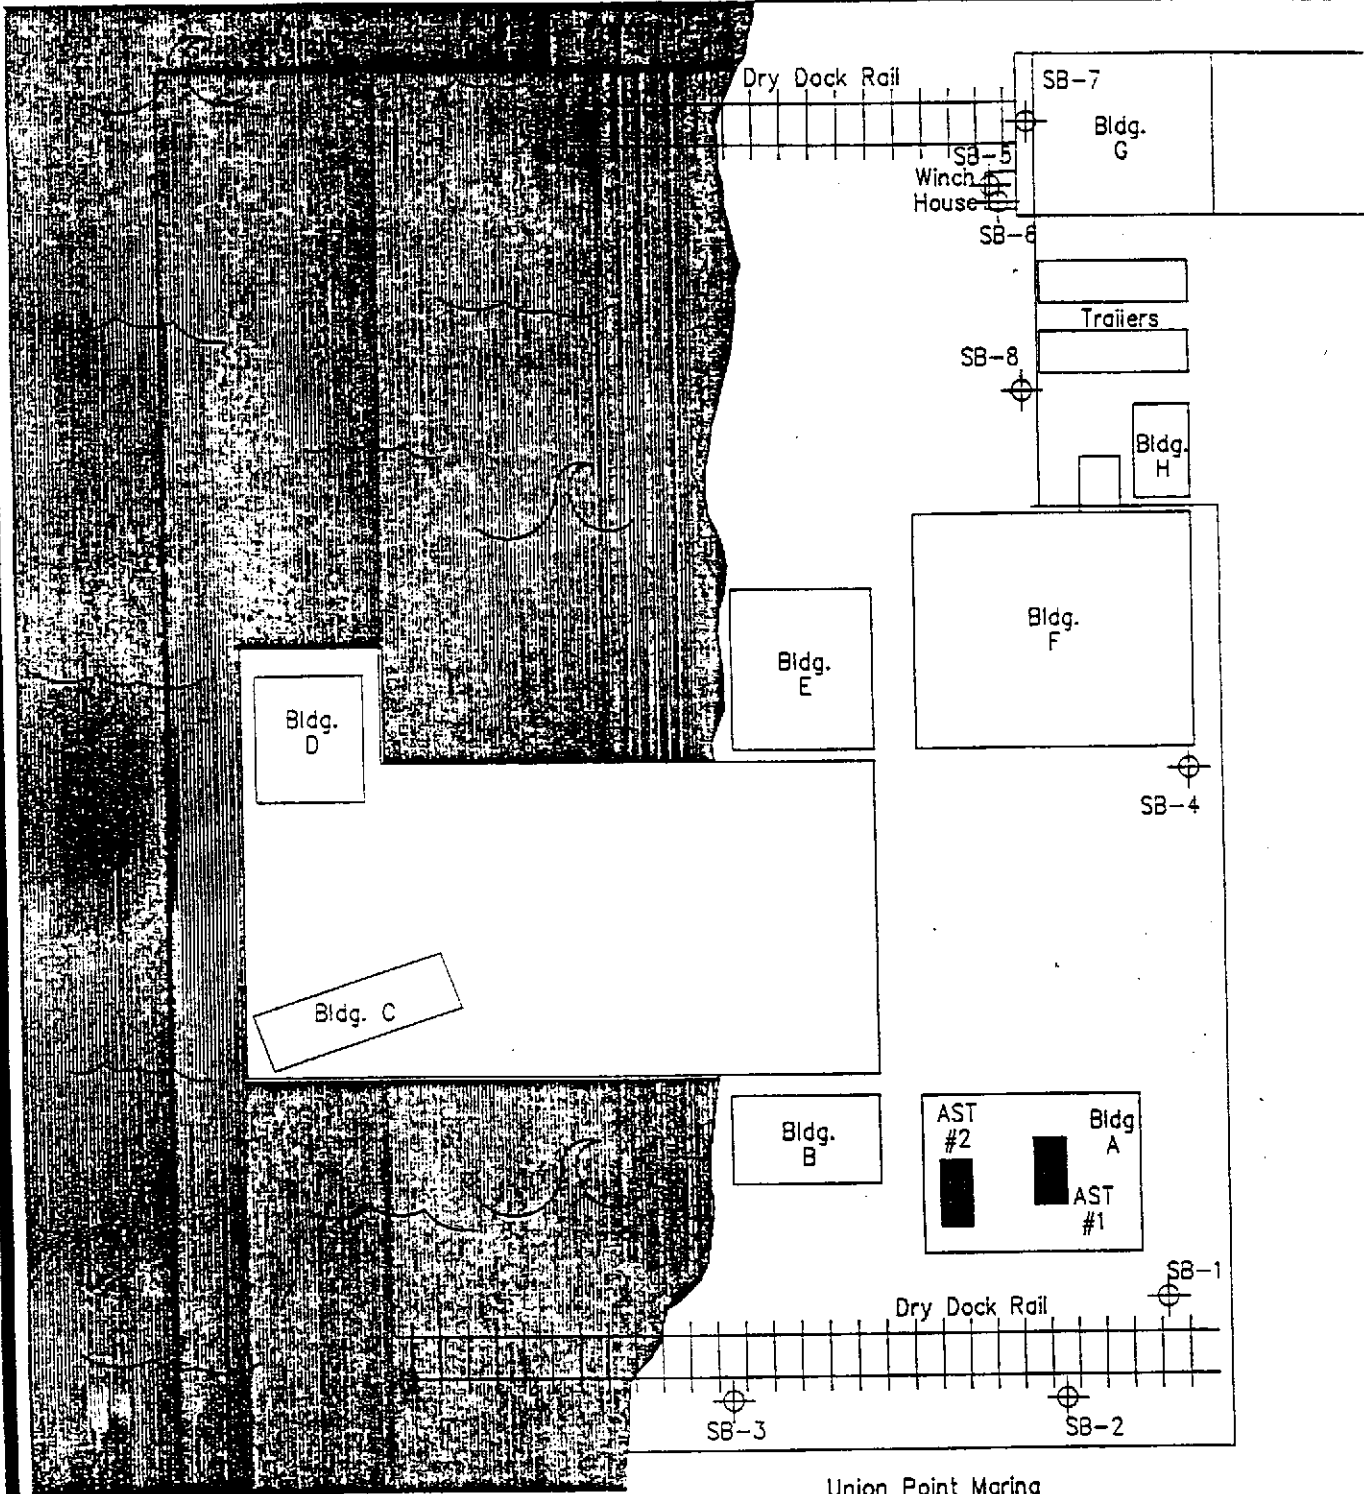 Dry Dock Rail
SB-7
Bldg.
G
SB-5
Winch
House
SB-6
Trailers
SB-8
Bldg.
H
Bldg.
F
Bldg.
E
Bldg.
D
SB-4
Bldg. C
AST
#2
Bldg
A
Bldg.
B
AST
#1
SB-1
Dry Dock Rail
SB-3
SB-2
Union Point Marina